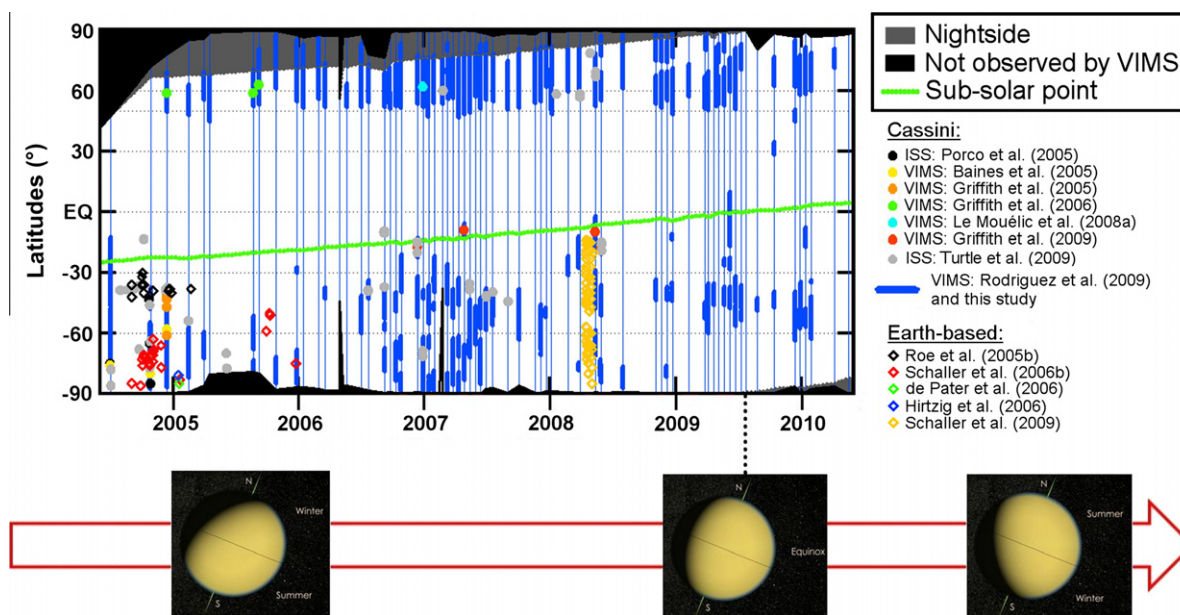 90
60
30
EQ
-30
-60
-90
Latitudes (°)
2005 2006 2007 2008 2009 2010
Nightside
Not observed by VIMS
Sub-solar point
Cassini:
ISS: Porco et al. (2005)
VIMS: Baines et al. (2005)
VIMS: Griffith et al. (2005)
VIMS: Griffith et al. (2006)
VIMS: Le Mouélic et al. (2008a)
VIMS: Griffith et al. (2009)
ISS: Turtle et al. (2009)
VIMS: Rodriguez et al. (2009)
and this study
Earth-based:
Roe et al. (2005b)
Schaller et al. (2006b)
de Pater et al. (2006)
Hirtzig et al. (2006)
Schaller et al. (2009)
N
Winter
Summer
S
N
Equinox
S
N
Summer
Winter
S